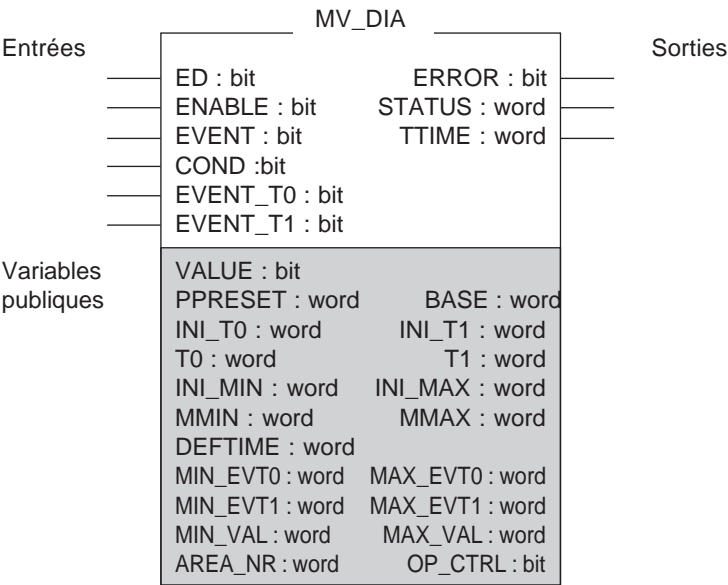 MV_DIA
Entrées Sorties
ED : bit ERROR : bit
ENABLE : bit STATUS : word
EVENT : bit TTIME : word
COND :bit
EVENT_T0 : bit
EVENT_T1 : bit
Variables VALUE : bit
publiques PPRESET : word BASE : word
INI_T0 : word INI_T1 : word
T0 : word T1 : word
INI_MIN : word INI_MAX : word
MMIN : word MMAX : word
DEFTIME : word
MIN_EVT0 : word MAX_EVT0 : word
MIN_EVT1 : word MAX_EVT1 : word
MIN_VAL : word MAX_VAL : word
AREA_NR : word OP_CTRL : bit